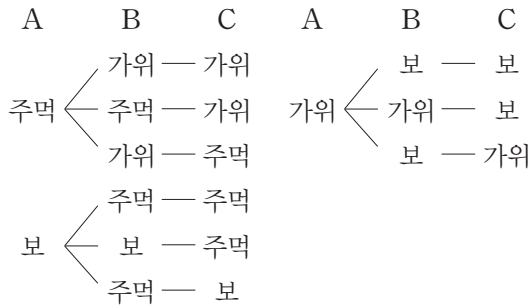 A B C
가위 가위
주먹 주먹 가위
가위 주먹
주먹 주먹
보 보 주먹
주먹 보
A B C
보 보
가위 가위 보
보 가위